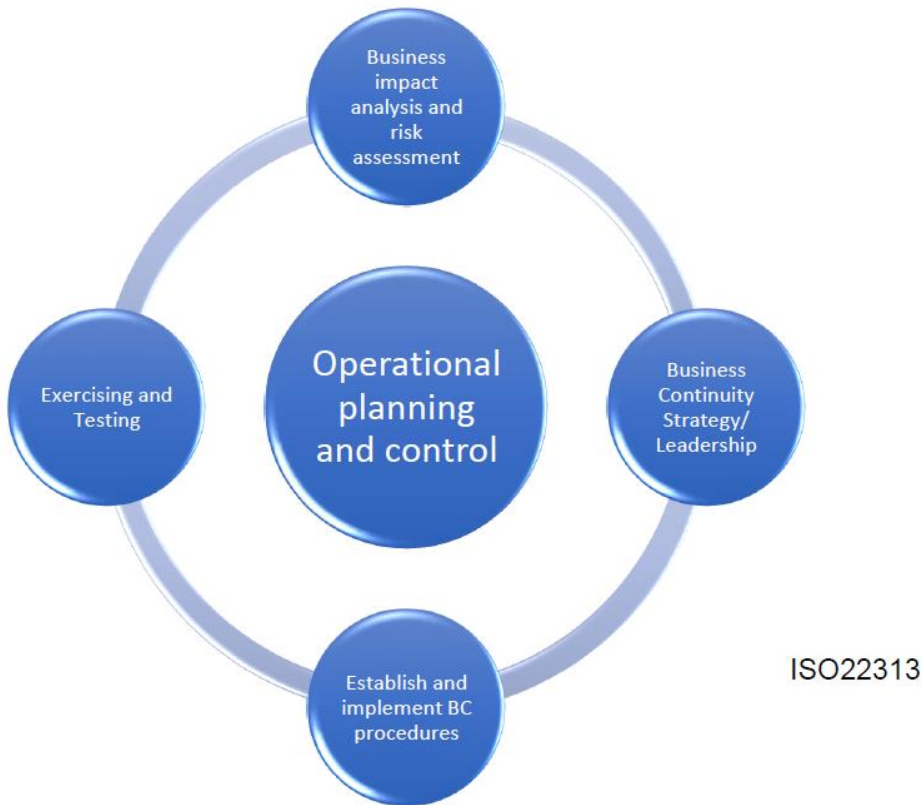 Business
impact
analysis and
risk
assessment
Operational
planning
and control
Exercising and
Testing
Business
Continuity
Strategy/
Leadership
Establish and
implement BC
procedures
ISO22313